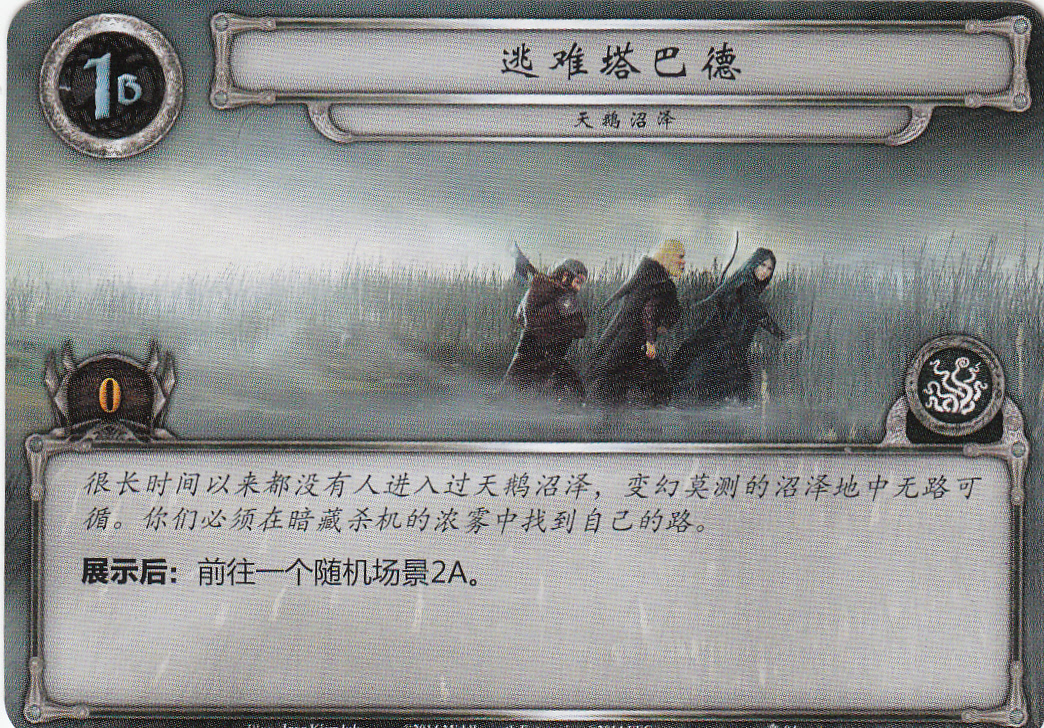 1B
逃难塔巴德
天鹅沼泽
0
很长时间以来都没有人进入过天鹅沼泽，变幻莫测的沼泽地中无路可
循。你们必须在暗藏杀机的浓雾中找到自己的路。
展示后：前往一个随机场景2A。